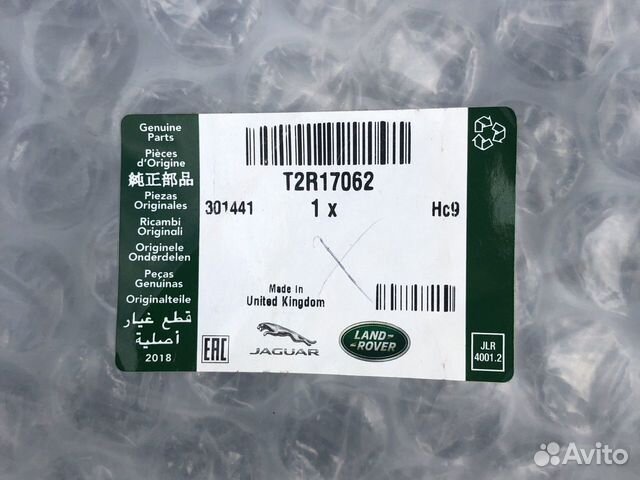 Genuine
Parts
Pièces
d'Origine
純正部品
Piezas
Originales
Ricambi
Originali
Originele
Onderdelen
Peças
Genuinas
Originalteile
قطع غيار
أصلية
2018
T2R17062
301441
1 x
Hc9
Made in
United Kingdom
EAC
JAGUAR
LAND-
-ROVER
JLR
4001.2
Avito